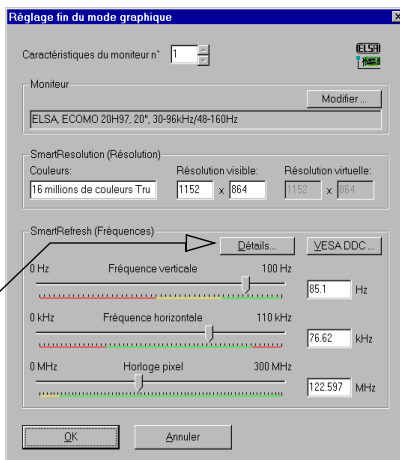 Réglage fin du mode graphique
Caractéristiques du moniteur n° 1
ELSA
Moniteur
Modifier ...
ELSA, ECOMO 20H97, 20", 30-96kHz/48-160Hz
SmartResolution (Résolution)
Couleurs: Résolution visible: Résolution virtuelle:
16 millions de couleurs Tru 1152 x 864 1152 x 864
SmartRefresh (Fréquences)
Détails... VESA DDC...
0 Hz Fréquence verticale 100 Hz
85.1 Hz
0 kHz Fréquence horizontale 110 kHz
76.62 kHz
0 MHz Horloge pixel 300 MHz
122.597 MHz
OK Annuler